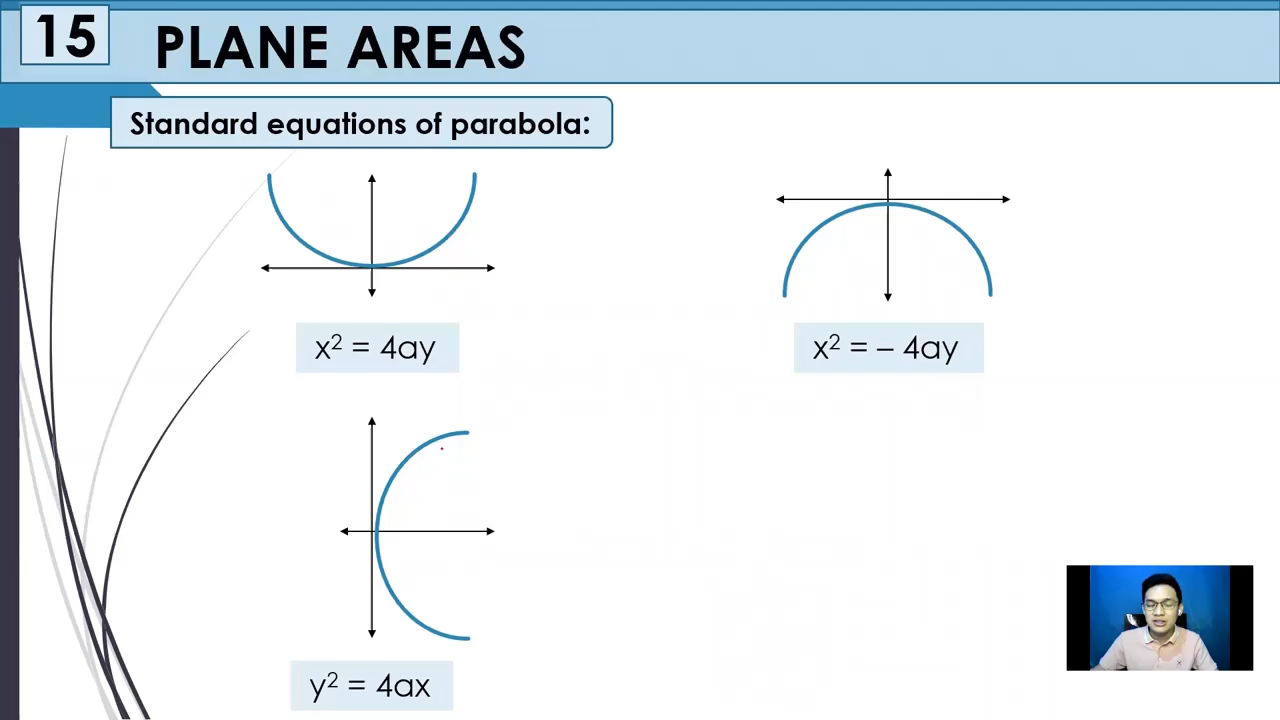 15
PLANE AREAS
Standard equations of parabola:
x² = 4ay
x² = – 4ay
y² = 4ax